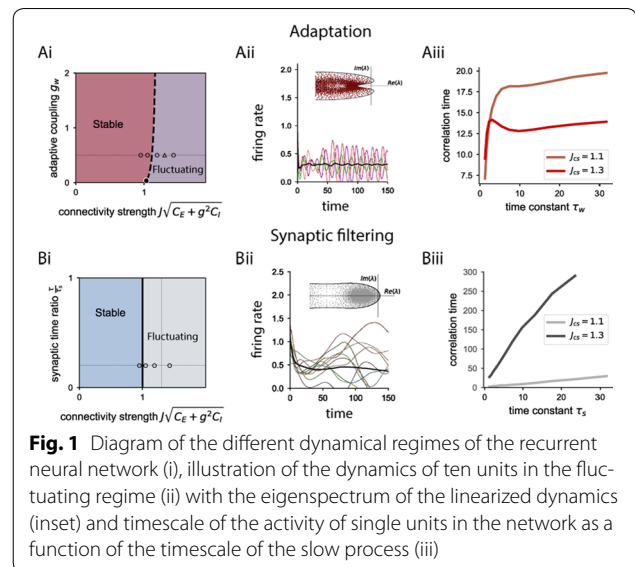 Adaptation
Ai
Aii
Aiii
adaptive coupling g_w
2
1
0
Stable
Fluctuating
1
connectivity strength J√C_E + g²C_I
firing rate
2.0
1.5
1.0
0.5
0.0
Im(λ)
Re(λ)
0 50 100 150
time
correlation time
20.0
17.5
15.0
12.5
10.0
7.5
J_cs = 1.1
J_cs = 1.3
0 10 20 30
time constant τ_w
Synaptic filtering
Bi
Bii
Biii
synaptic time ratio τ/τ_s
1
0
Stable
Fluctuating
1
connectivity strength J√C_E + g²C_I
firing rate
2.5
2.0
1.5
1.0
0.5
0.0
Im(λ)
Re(λ)
0 50 100 150
time
correlation time
300
250
200
150
100
50
0
J_cs = 1.1
J_cs = 1.3
0 10 20 30
time constant τ_s
Fig. 1 Diagram of the different dynamical regimes of the recurrent
neural network (i), illustration of the dynamics of ten units in the fluc-
tuating regime (ii) with the eigenspectrum of the linearized dynamics
(inset) and timescale of the activity of single units in the network as a
function of the timescale of the slow process (iii)